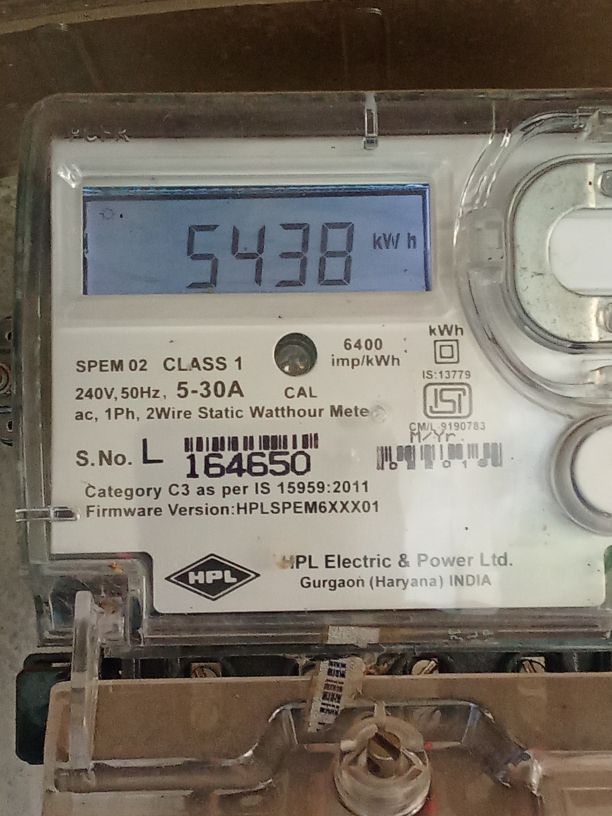 5438 kWh
6400
imp/kWh
kWh
IS:13779
SPEM 02 CLASS 1
240V, 50Hz, 5-30A
CAL
ac, 1Ph, 2Wire Static Watthour Mete
CM/L 9190783
M/Yr.
S.No. L 164650
Category C3 as per IS 15959:2011
Firmware Version:HPLSPEM6XXX01
HPL
HPL Electric & Power Ltd.
Gurgaon (Haryana) INDIA